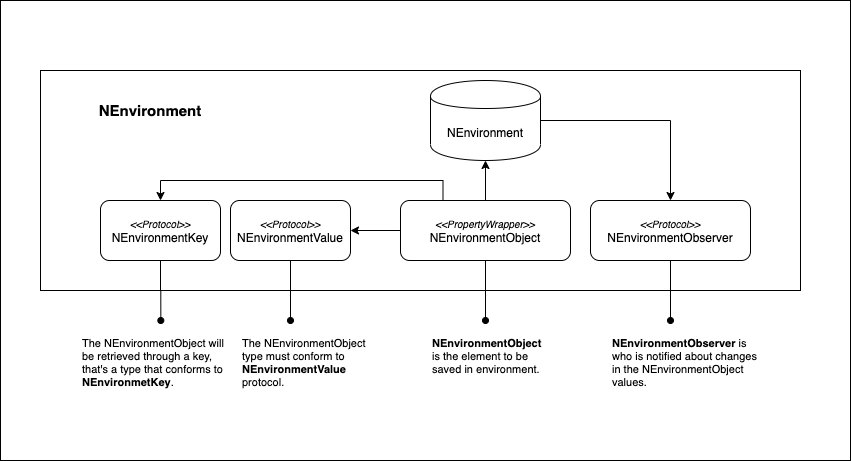 NEnvironment
NEnvironment
<<Protocol>>
NEnvironmentKey
<<Protocol>>
NEnvironmentValue
<<PropertyWrapper>>
NEnvironmentObject
<<Protocol>>
NEnvironmentObserver
The NEnvironmentObject will
be retrieved through a key,
that's a type that conforms to
NEnvironmetKey.
The NEnvironmentObject
type must conform to
NEnvironmentValue
protocol.
NEnvironmentObject
is the element to be
saved in environment.
NEnvironmentObserver is
who is notified about changes
in the NEnvironmentObject
values.